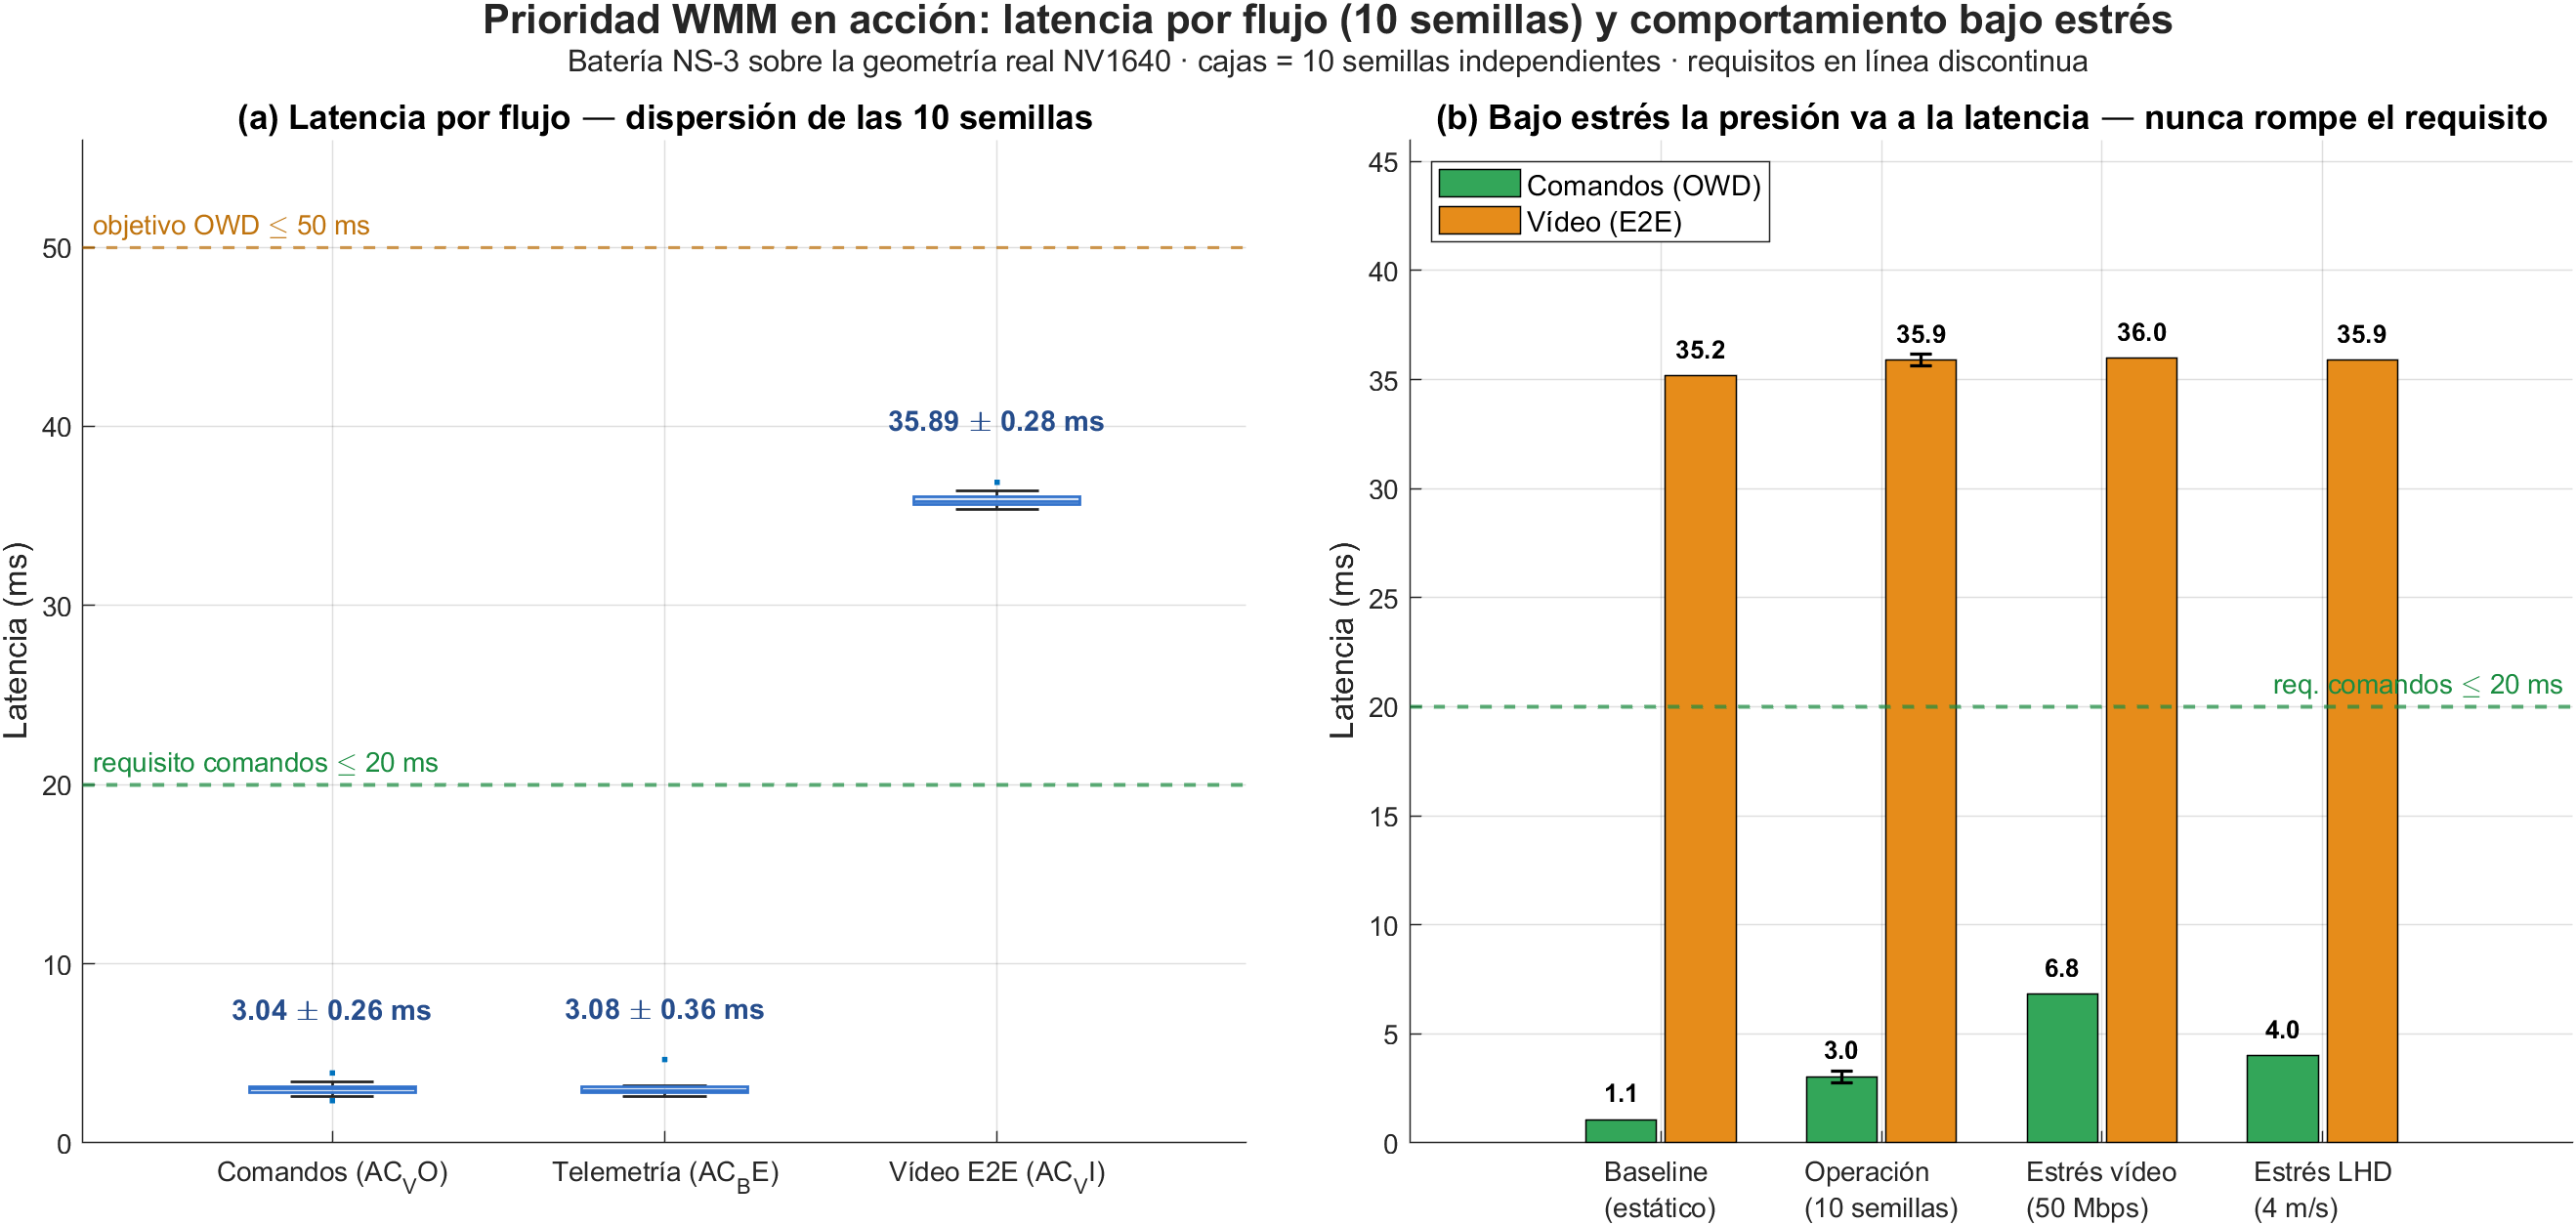 Prioridad WMM en acción: latencia por flujo (10 semillas) y comportamiento bajo estrés
Batería NS-3 sobre la geometría real NV1640 · cajas = 10 semillas independientes · requisitos en línea discontinua
(a) Latencia por flujo — dispersión de las 10 semillas
Latencia (ms)
50
40
30
20
10
0
objetivo OWD ≤ 50 ms
35.89 ± 0.28 ms
requisito comandos ≤ 20 ms
3.04 ± 0.26 ms
3.08 ± 0.36 ms
Comandos (AC_VO)
Telemetría (AC_BE)
Vídeo E2E (AC_VI)
(b) Bajo estrés la presión va a la latencia — nunca rompe el requisito
Latencia (ms)
45
40
35
30
25
20
15
10
5
0
Comandos (OWD)
Vídeo (E2E)
35.2
35.9
36.0
35.9
req. comandos ≤ 20 ms
1.1
3.0
6.8
4.0
Baseline
(estático)
Operación
(10 semillas)
Estrés vídeo
(50 Mbps)
Estrés LHD
(4 m/s)